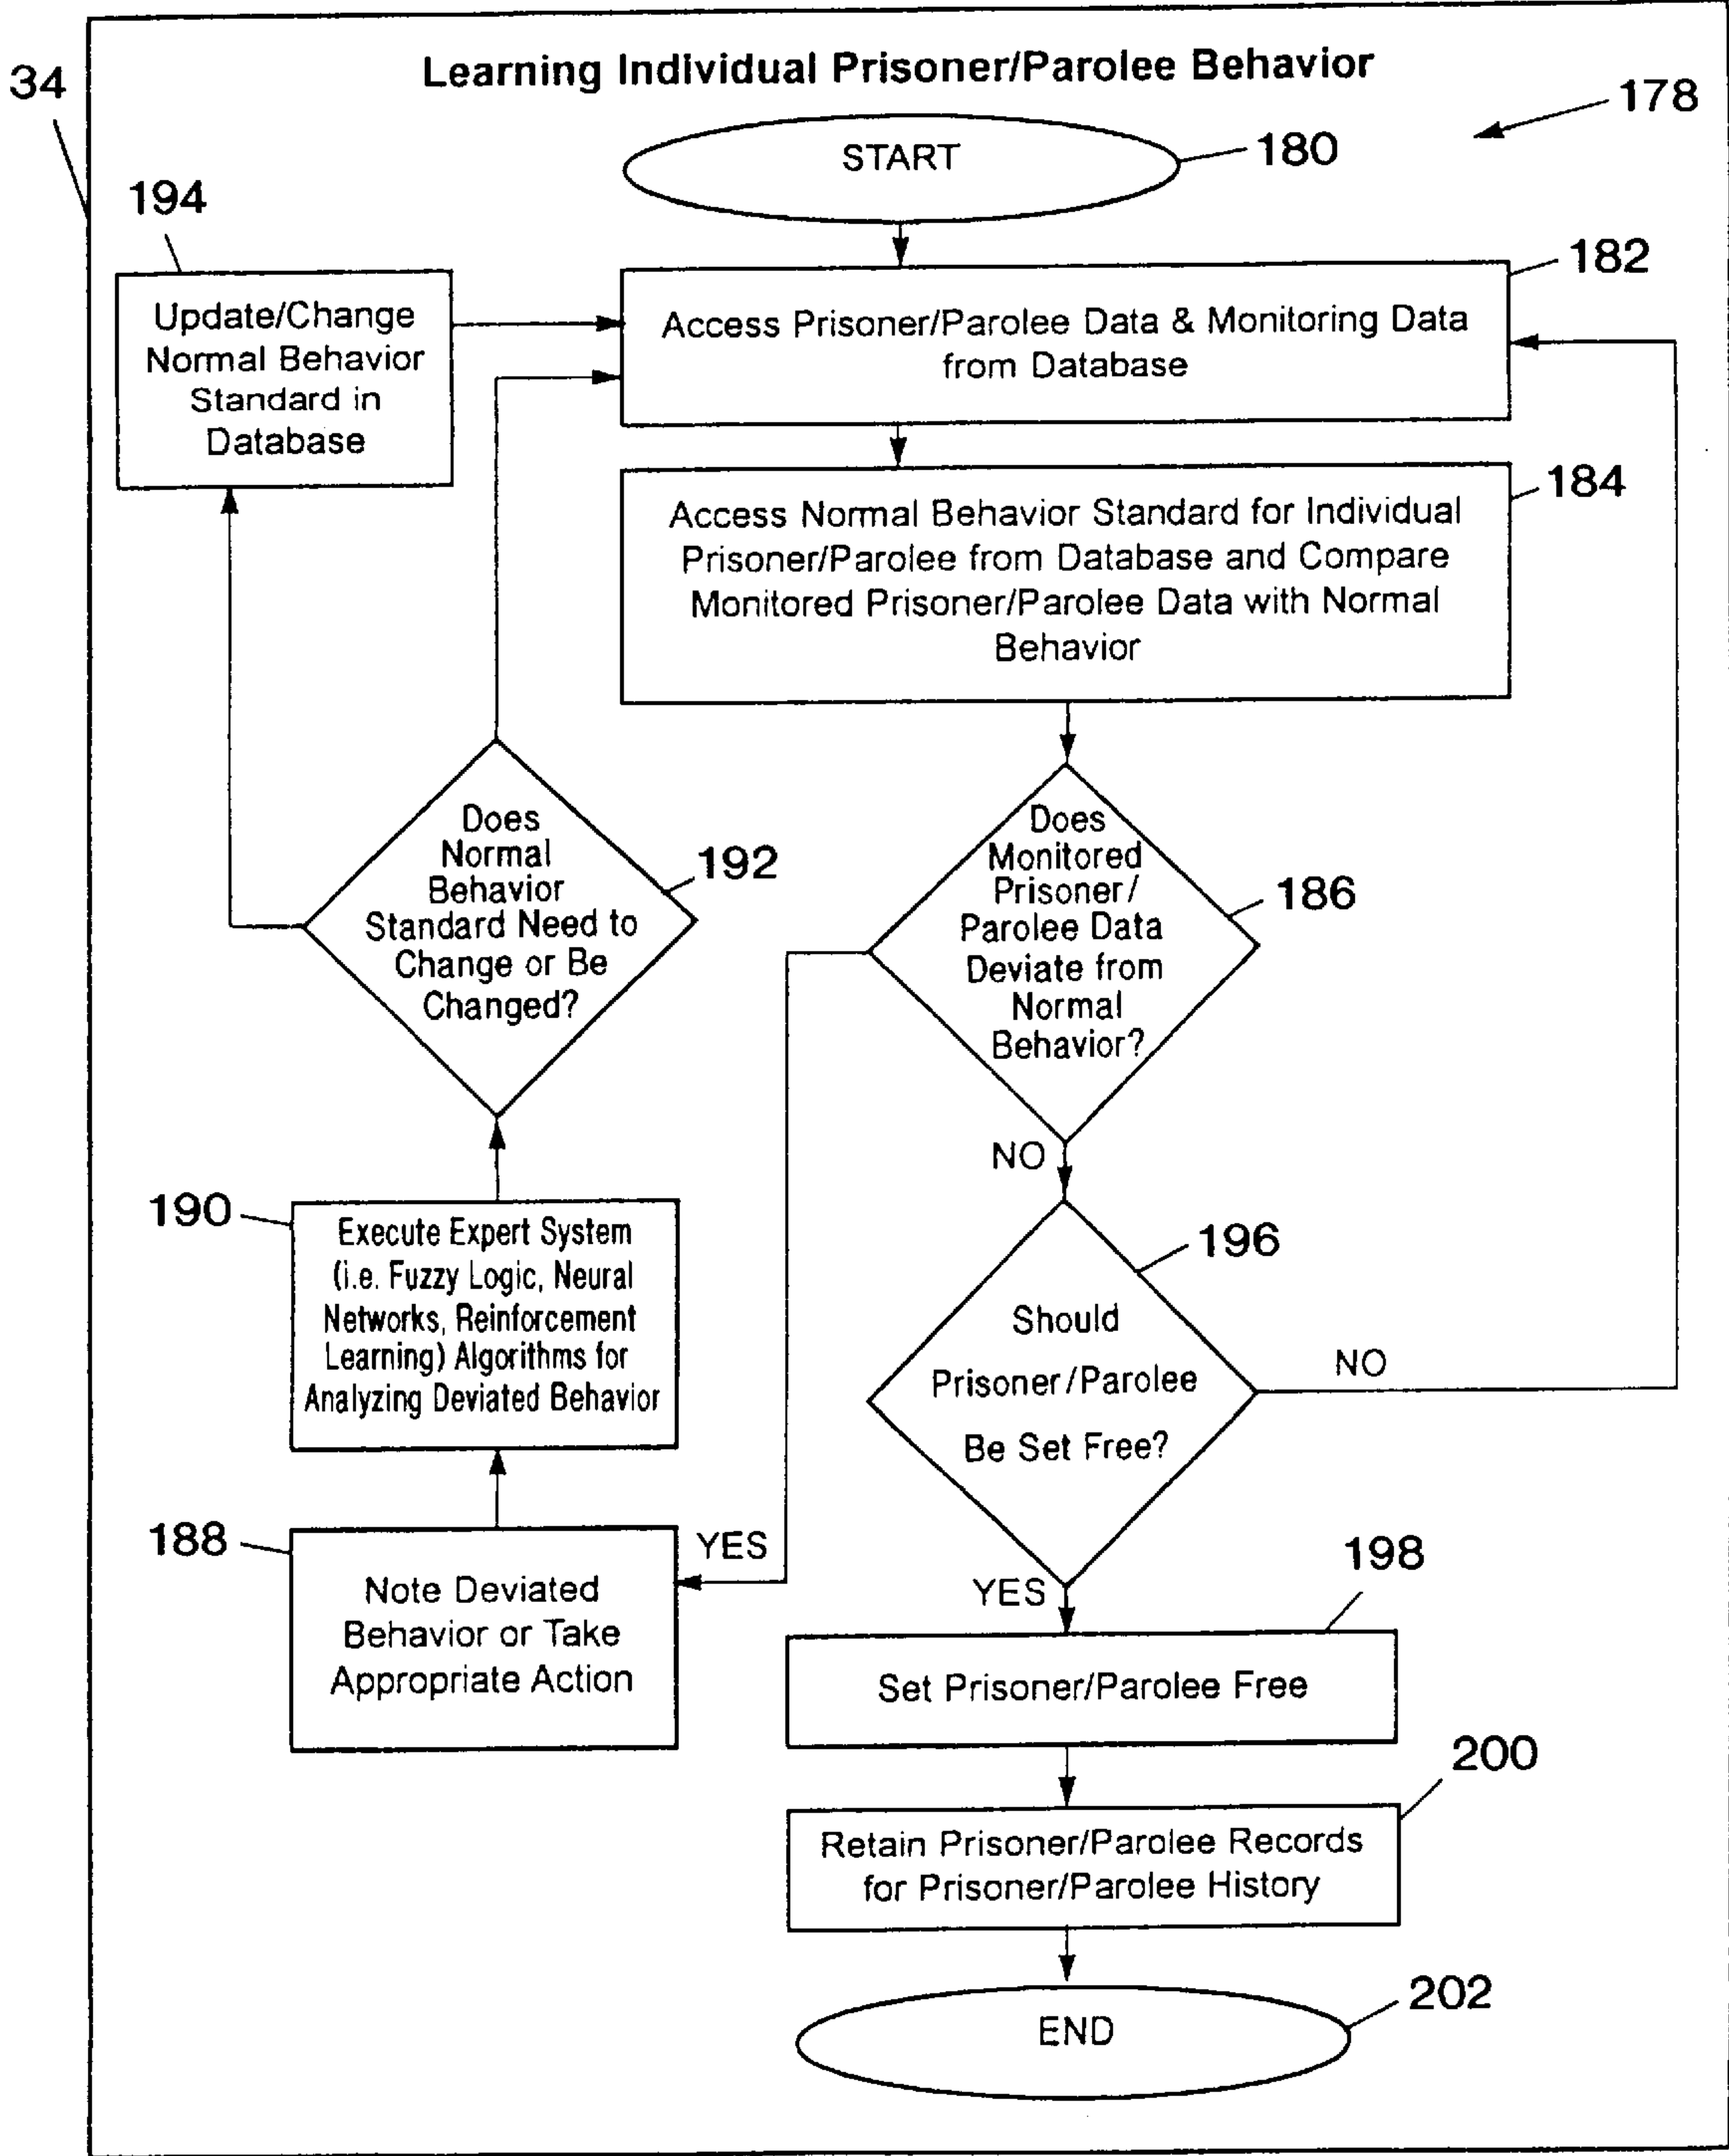 Learning Individual Prisoner/Parolee Behavior
34
178
START
180
194
Update/Change
Normal Behavior
Standard in
Database
182
Access Prisoner/Parolee Data & Monitoring Data
from Database
184
Access Normal Behavior Standard for Individual
Prisoner/Parolee from Database and Compare
Monitored Prisoner/Parolee Data with Normal
Behavior
Does
Normal
Behavior
Standard Need to
Change or Be
Changed?
192
Does
Monitored
Prisoner/
Parolee Data
Deviate from
Normal
Behavior?
186
NO
190
Execute Expert System
(i.e. Fuzzy Logic, Neural
Networks, Reinforcement
Learning) Algorithms for
Analyzing Deviated Behavior
196
Should
Prisoner/Parolee
Be Set Free?
NO
188
Note Deviated
Behavior or Take
Appropriate Action
YES
YES
198
Set Prisoner/Parolee Free
200
Retain Prisoner/Parolee Records
for Prisoner/Parolee History
END
202